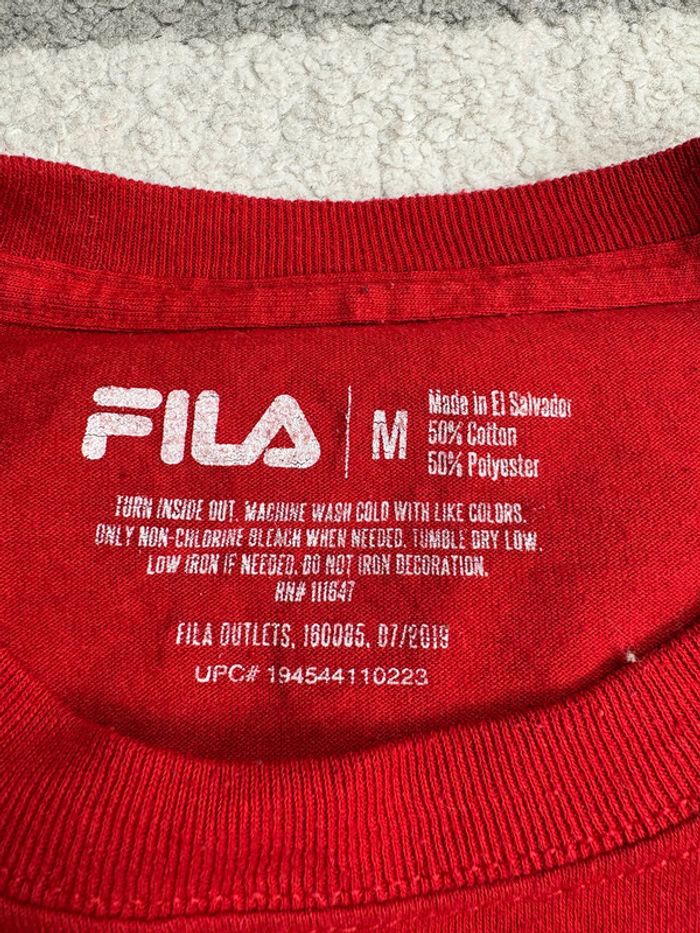 FILA
M
Made in El Salvador
50% Cotton
50% Polyester
TURN INSIDE OUT. MACHINE WASH COLD WITH LIKE COLORS.
ONLY NON-CHLORINE BLEACH WHEN NEEDED. TUMBLE DRY LOW.
LOW IRON IF NEEDED. DO NOT IRON DECORATION.
RN# 111647
FILA OUTLETS, 160085, 07/2019
UPC# 194544110223